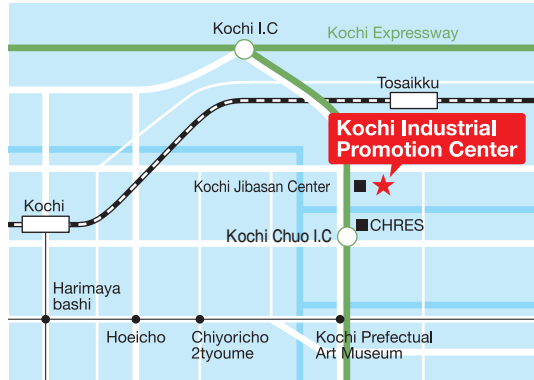 Kochi I.C
Kochi Expressway
Tosaikku
Kochi Industrial
Promotion Center
Kochi Jibasan Center
Kochi
CHRES
Kochi Chuo I.C
Harimaya
bashi
Hoeicho
Chiyoricho
2tyoume
Kochi Prefectual
Art Museum